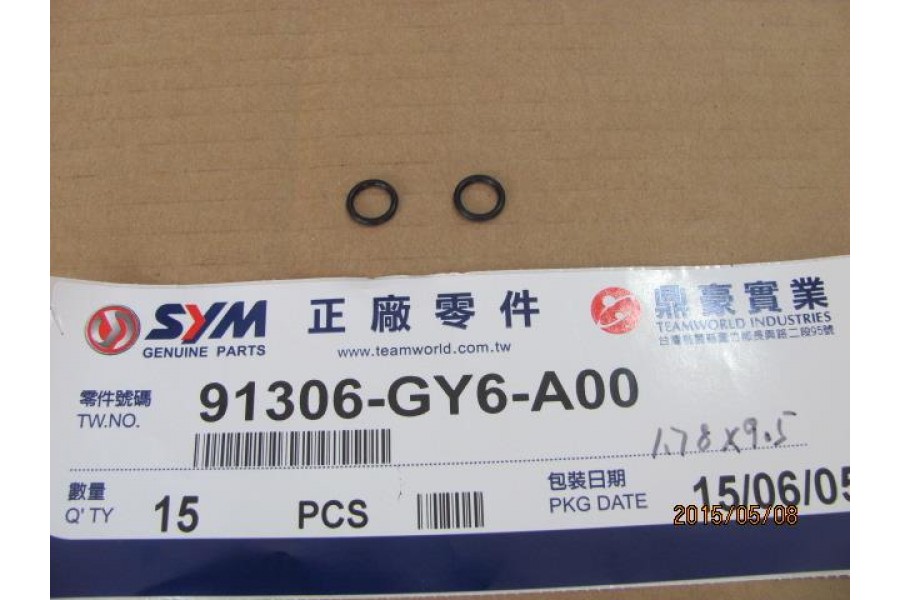 SYM
GENUINE PARTS
正廠零件
www.teamworld.com.tw
鼎豪實業
TEAMWORLD INDUSTRIES
零件號碼
TW.NO.
91306-GY6-A00
1.78×9.5
數量
Q'TY
15
PCS
包裝日期
PKG DATE
15/06/05
2015/05/08